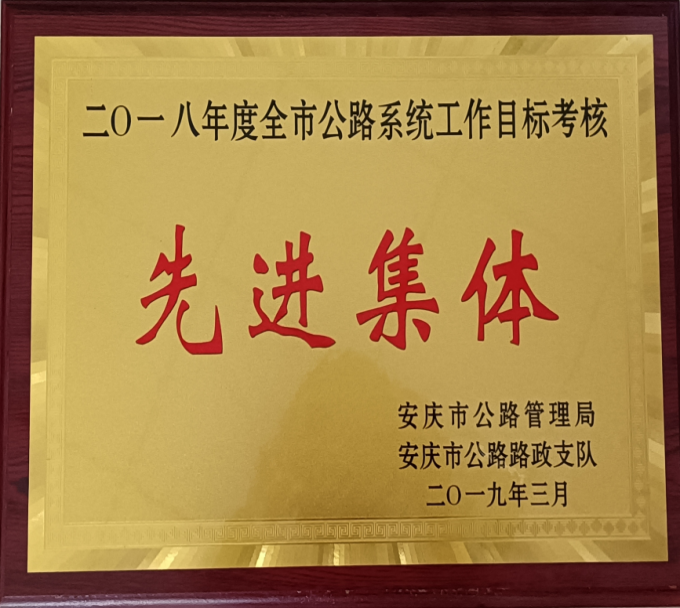 二〇一八年度全市公路系统工作目标考核
先进集体
安庆市公路管理局
安庆市公路路政支队
二〇一九年三月